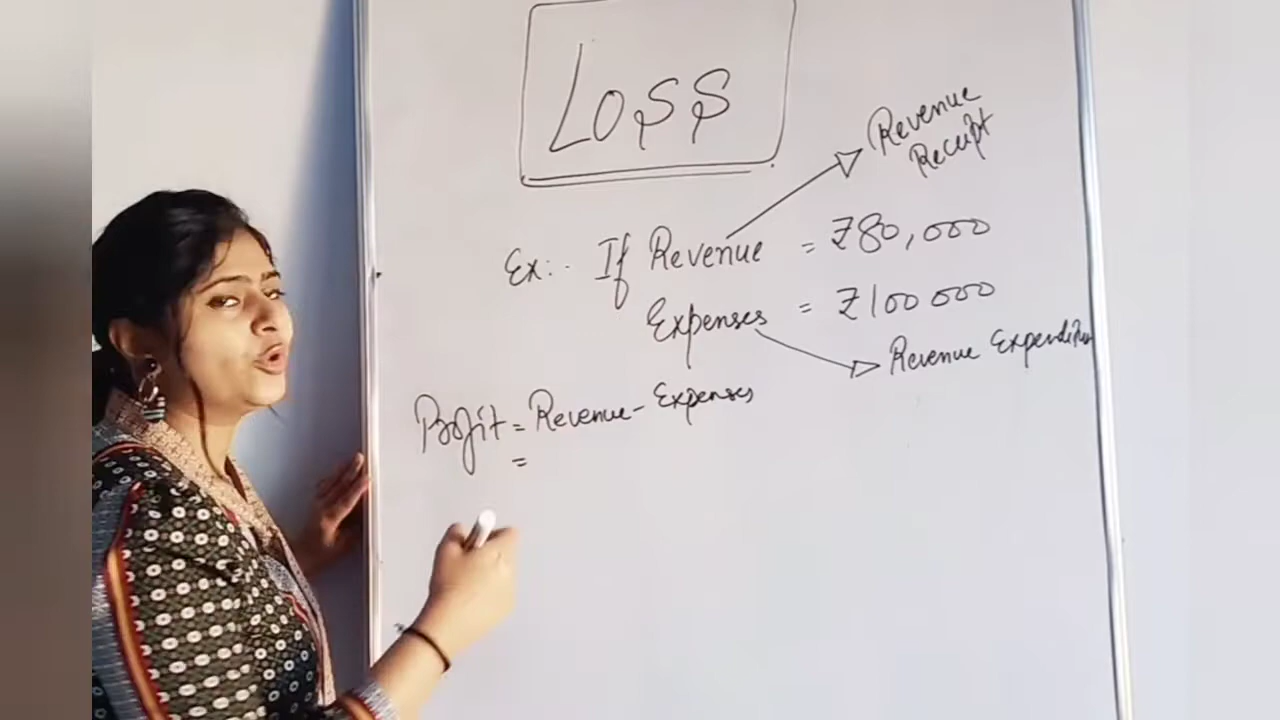 Loss
Revenue
Receipt
Ex:- If Revenue = ₹80,000
Expenses = ₹100000
Revenue Expenditure
Profit = Revenue - Expenses
=